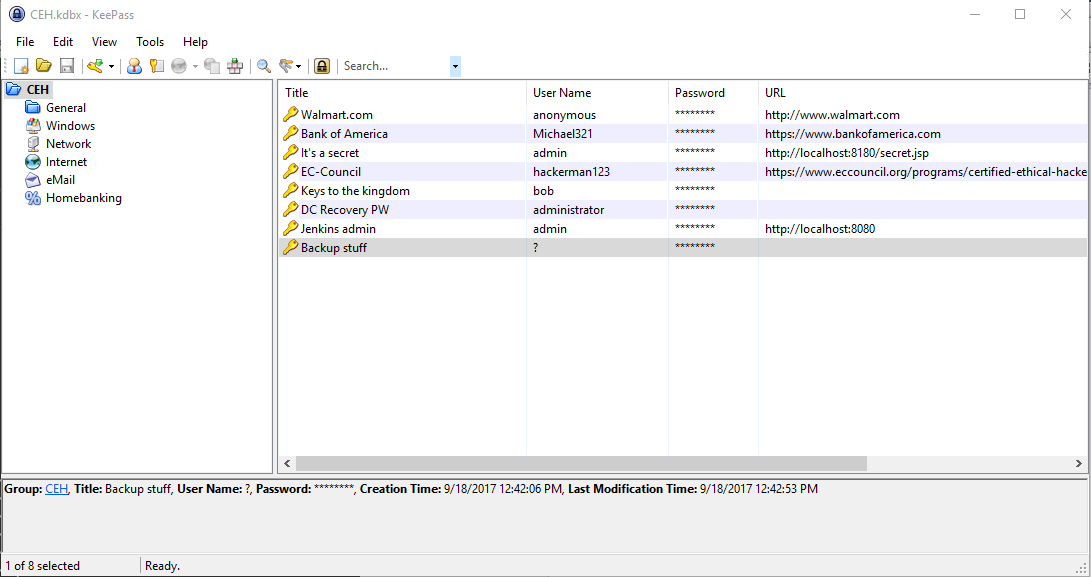 CEH.kdbx - KeePass
File Edit View Tools Help
Search...
CEH
General
Windows
Network
Internet
eMail
Homebanking
Title User Name Password URL
Walmart.com anonymous ******** http://www.walmart.com
Bank of America Michael321 ******** https://www.bankofamerica.com
It's a secret admin ******** http://localhost:8180/secret.jsp
EC-Council hackerman123 ******** https://www.eccouncil.org/programs/certified-ethical-hacke
Keys to the kingdom bob ********
DC Recovery PW administrator ********
Jenkins admin admin ******** http://localhost:8080
Backup stuff ? ********
Group: CEH, Title: Backup stuff, User Name: ?, Password: ********, Creation Time: 9/18/2017 12:42:06 PM, Last Modification Time: 9/18/2017 12:42:53 PM
1 of 8 selected Ready.